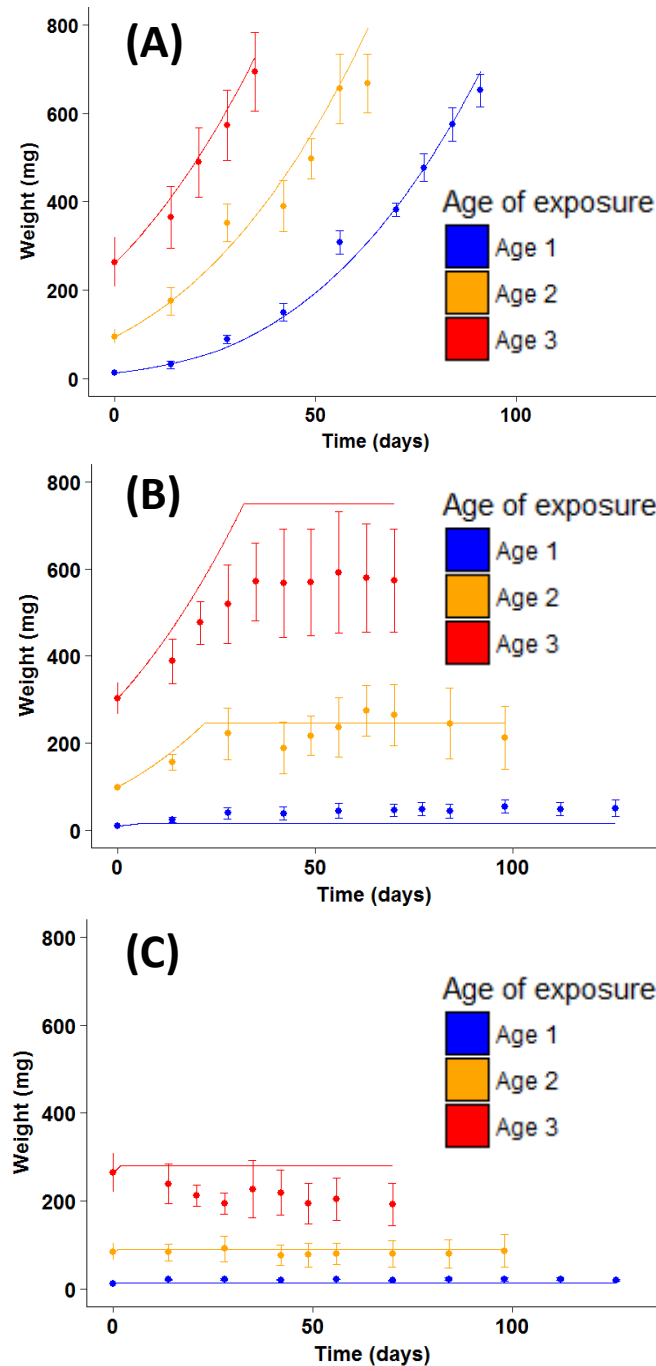 (A)
800
600
400
200
0
Weight (mg)
0 50 100
Time (days)
Age of exposure
Age 1
Age 2
Age 3
(B)
800
600
400
200
0
Weight (mg)
0 50 100
Time (days)
Age of exposure
Age 1
Age 2
Age 3
(C)
800
600
400
200
0
Weight (mg)
0 50 100
Time (days)
Age of exposure
Age 1
Age 2
Age 3